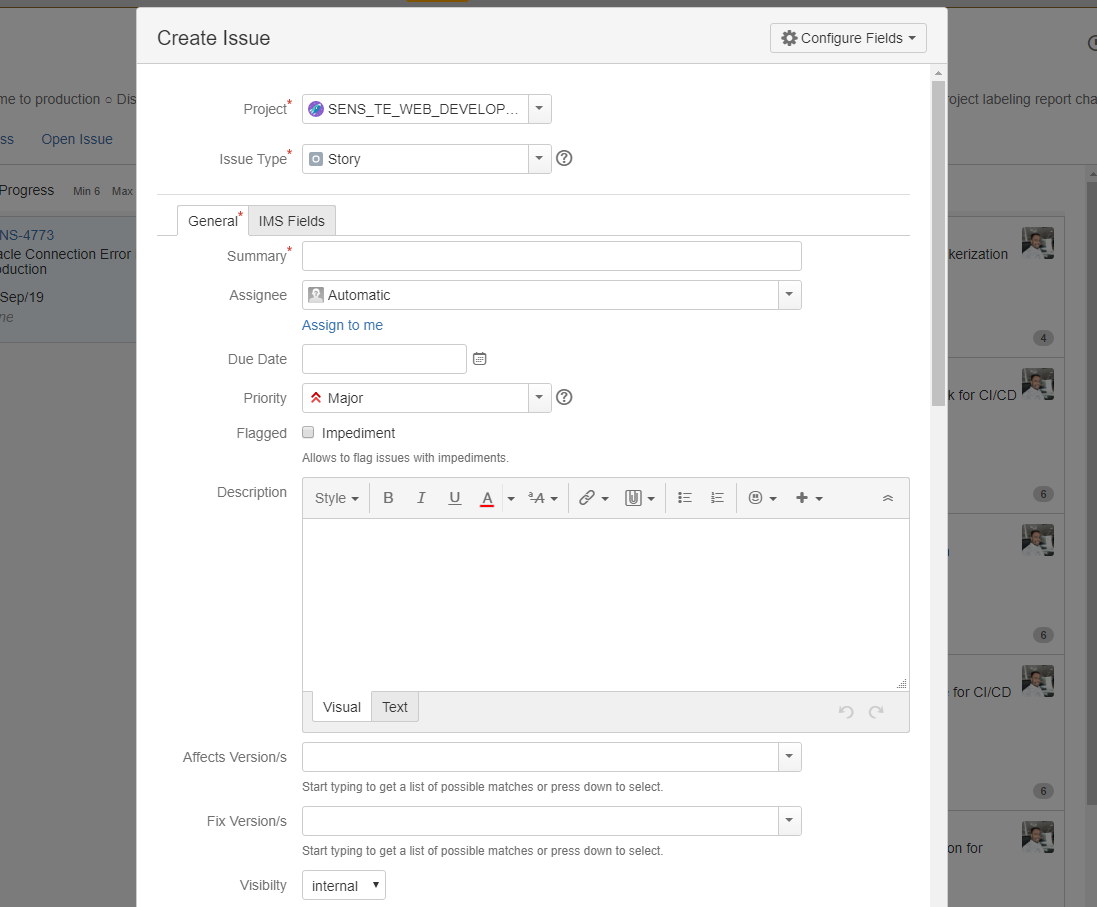 Create Issue
Configure Fields
me to production ○ Dis
roject labeling report cha
Project*
SENS_TE_WEB_DEVELOP...
ss
Open Issue
Issue Type*
Story
Progress
Min 6
Max
General*
IMS Fields
NS-4773
acle Connection Error
oduction
Sep/19
ne
Summary*
kerization
Assignee
Automatic
Assign to me
4
Due Date
Priority
Major
k for CI/CD
Flagged
Impediment
Allows to flag issues with impediments.
Description
Style
B
I
U
A
ªA
6
6
for CI/CD
Visual
Text
Affects Version/s
Start typing to get a list of possible matches or press down to select.
6
Fix Version/s
on for
Start typing to get a list of possible matches or press down to select.
Visibilty
internal